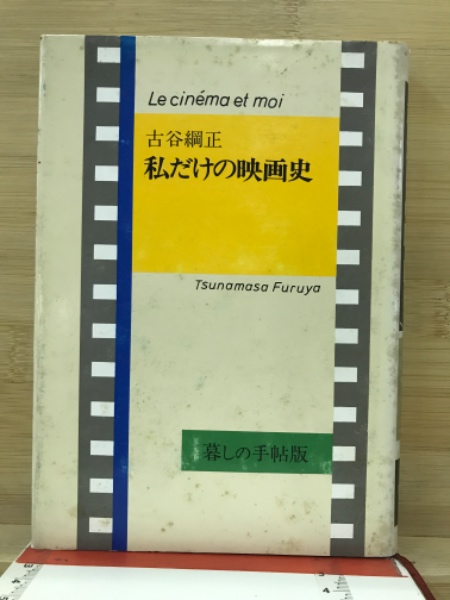 Le cinéma et moi
古谷綱正
私だけの映画史
Tsunamasa Furuya
暮しの手帖版